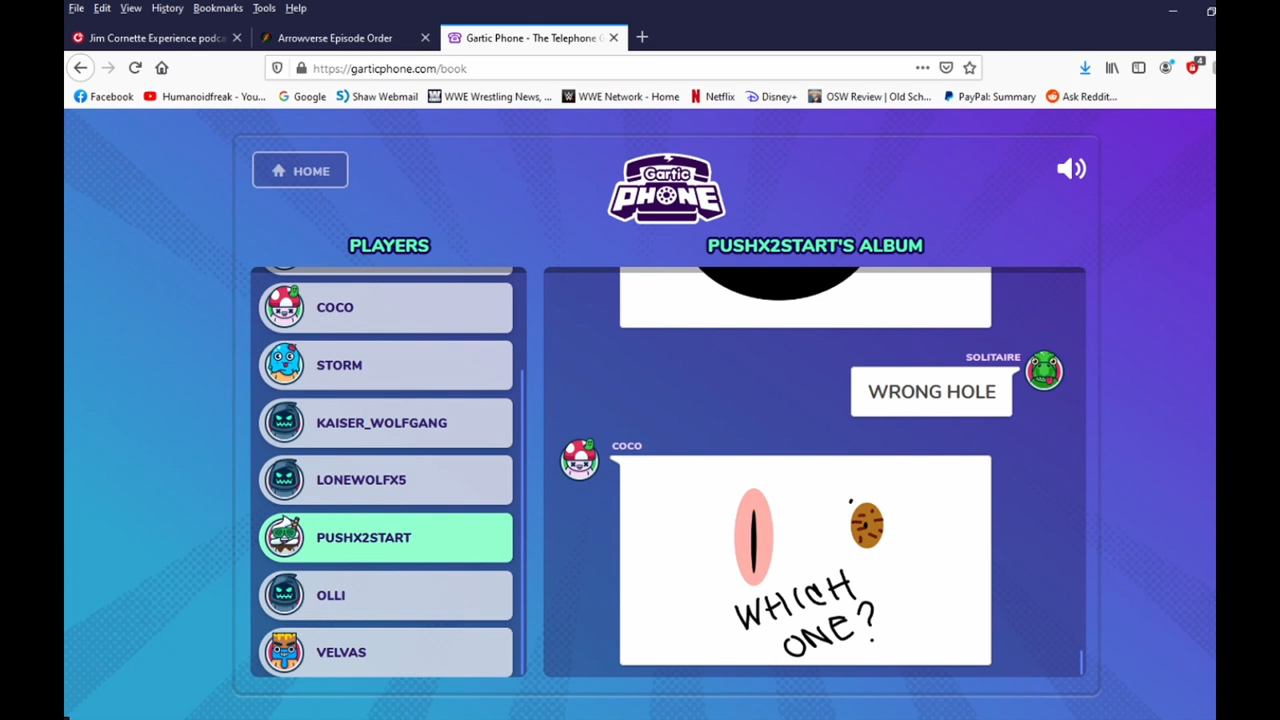 File Edit View History Bookmarks Tools Help
Jim Cornette Experience podca
Arrowverse Episode Order
Gartic Phone - The Telephone G
https://garticphone.com/book
4
Facebook
Humanoidfreak - You...
Google
Shaw Webmail
WWE Wrestling News, ...
WWE Network - Home
Netflix
Disney+
OSW Review | Old Sch...
PayPal: Summary
Ask Reddit...
HOME
Gartic
PHONE
PLAYERS
PUSHX2START'S ALBUM
COCO
STORM
KAISER_WOLFGANG
LONEWOLFX5
PUSHX2START
OLLI
VELVAS
SOLITAIRE
WRONG HOLE
COCO
WHICH
ONE?